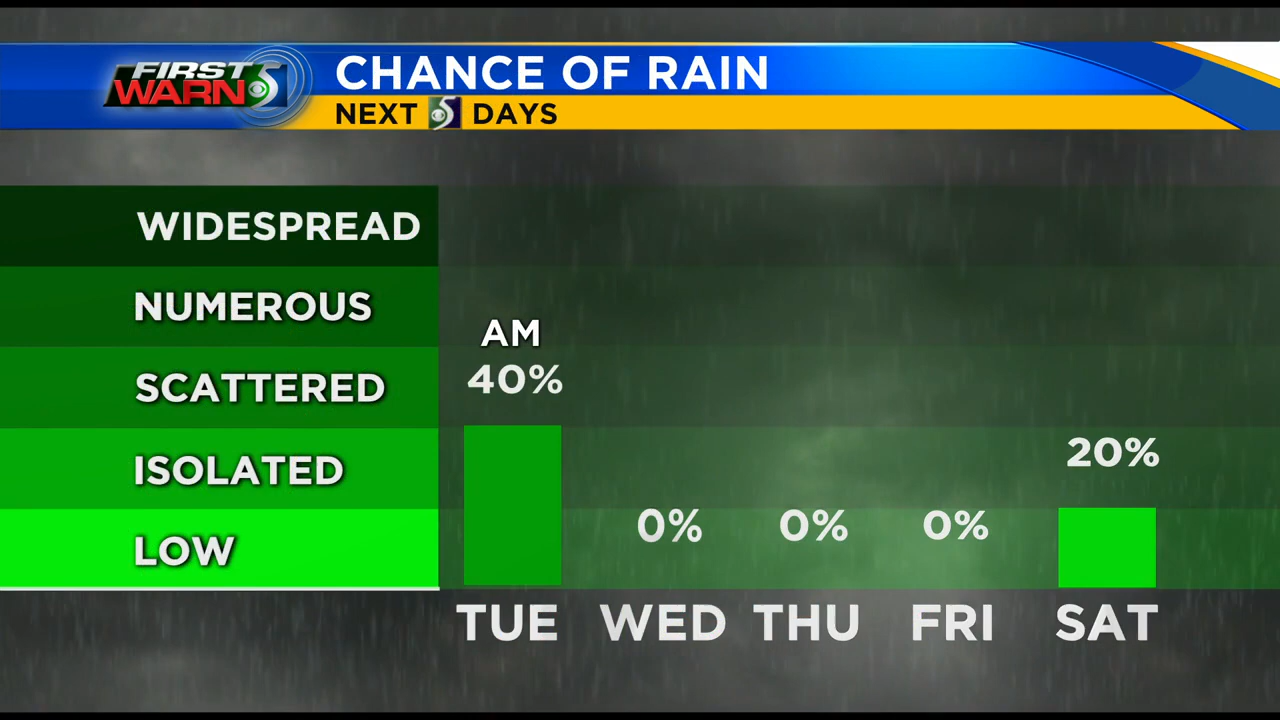 FIRST
WARN 5
CHANCE OF RAIN
NEXT 5 DAYS
WIDESPREAD
NUMEROUS
SCATTERED
ISOLATED
LOW
AM
40%
0%
0%
0%
20%
TUE WED THU FRI SAT